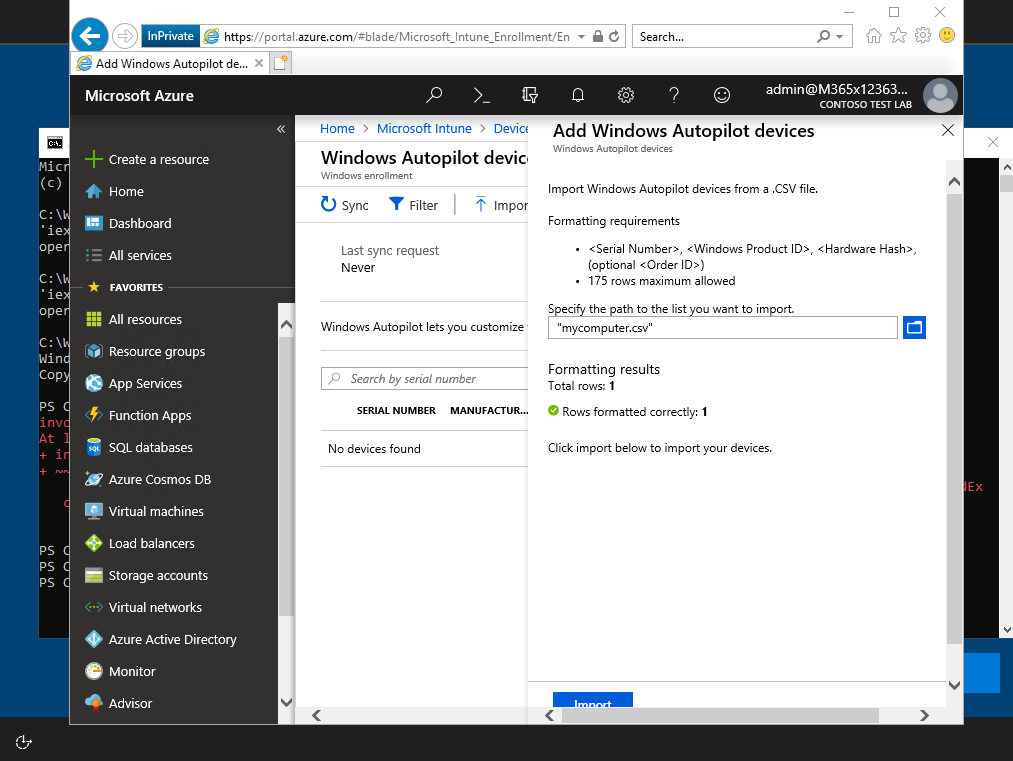 InPrivate
https://portal.azure.com/#blade/Microsoft_Intune_Enrollment/En
Search...
Add Windows Autopilot de...
Microsoft Azure
admin@M365x12363...
CONTOSO TEST LAB
«
Create a resource
Home
Dashboard
All services
FAVORITES
All resources
Resource groups
App Services
Function Apps
SQL databases
Azure Cosmos DB
Virtual machines
Load balancers
Storage accounts
Virtual networks
Azure Active Directory
Monitor
Advisor
Home > Microsoft Intune > Device
Windows Autopilot devic
Windows enrollment
Sync
Filter
Impor
Last sync request
Never
Windows Autopilot lets you customize
Search by serial number
SERIAL NUMBER
MANUFACTUR...
No devices found
Add Windows Autopilot devices
Windows Autopilot devices
Import Windows Autopilot devices from a .CSV file.
Formatting requirements
• <Serial Number>, <Windows Product ID>, <Hardware Hash>,
(optional <Order ID>)
• 175 rows maximum allowed
Specify the path to the list you want to import.
"mycomputer.csv"
Formatting results
Total rows: 1
Rows formatted correctly: 1
Click import below to import your devices.
Import
Micr
(c)
C:\W
'iex
oper
C:\W
'iex
oper
C:\W
Wind
Copy
PS C
invo
At l
+ in
+ ~~
dEx
PS C
PS C
PS C